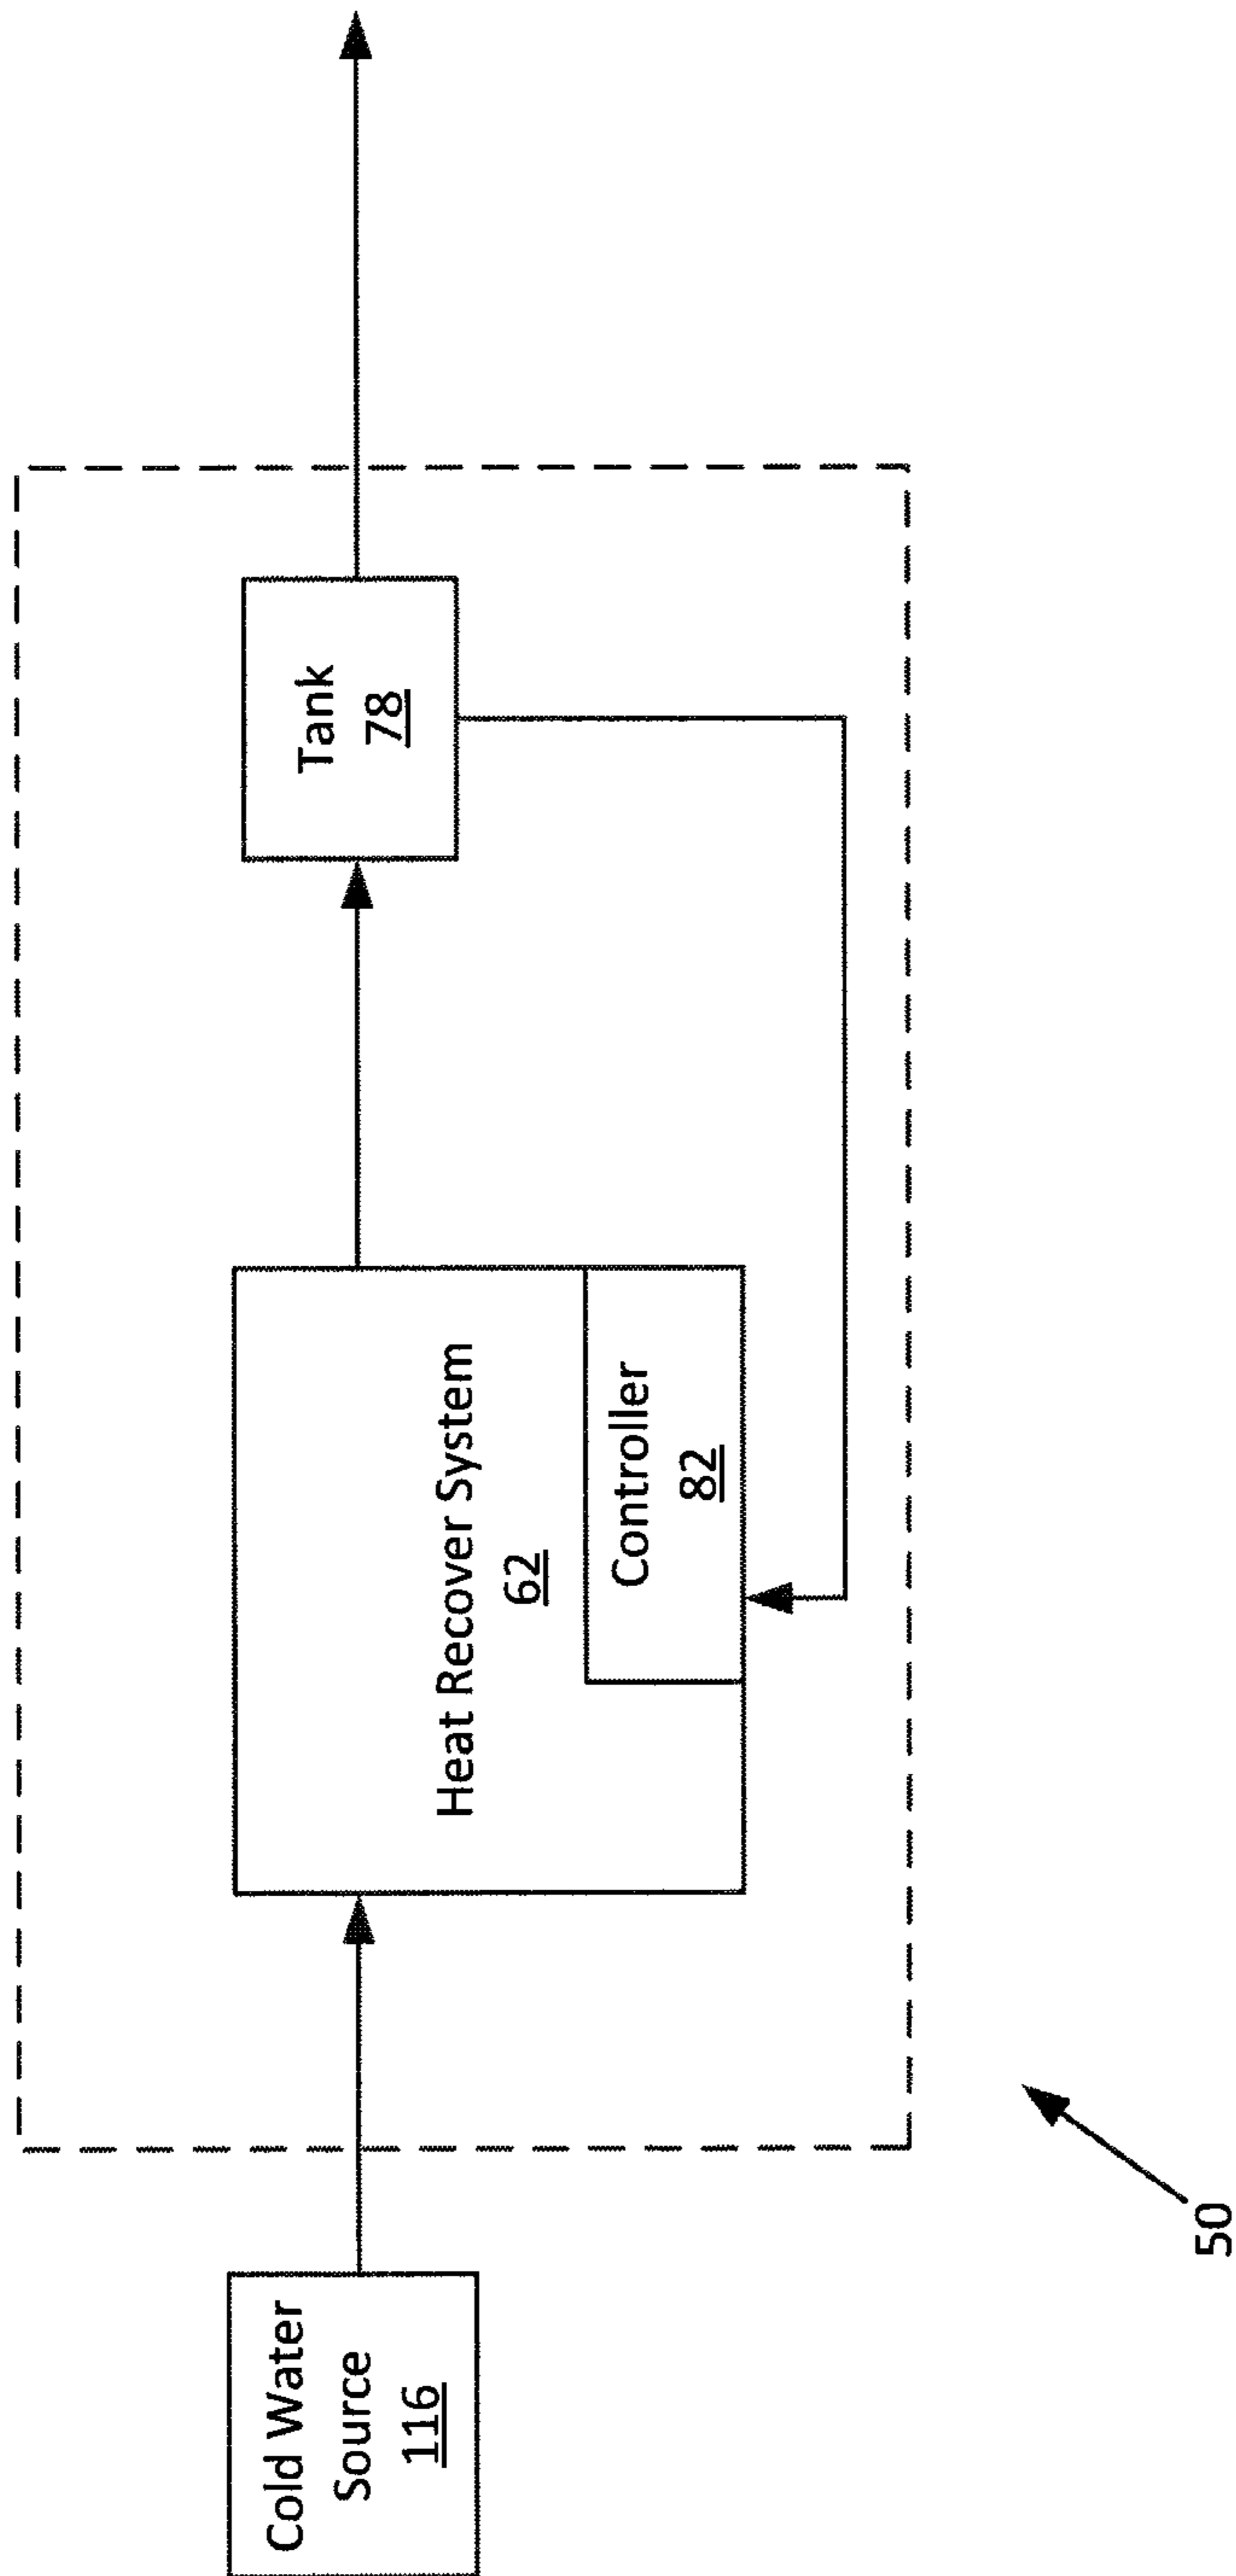 Cold Water
Source
116
Heat Recover System
62
Controller
82
Tank
78
50